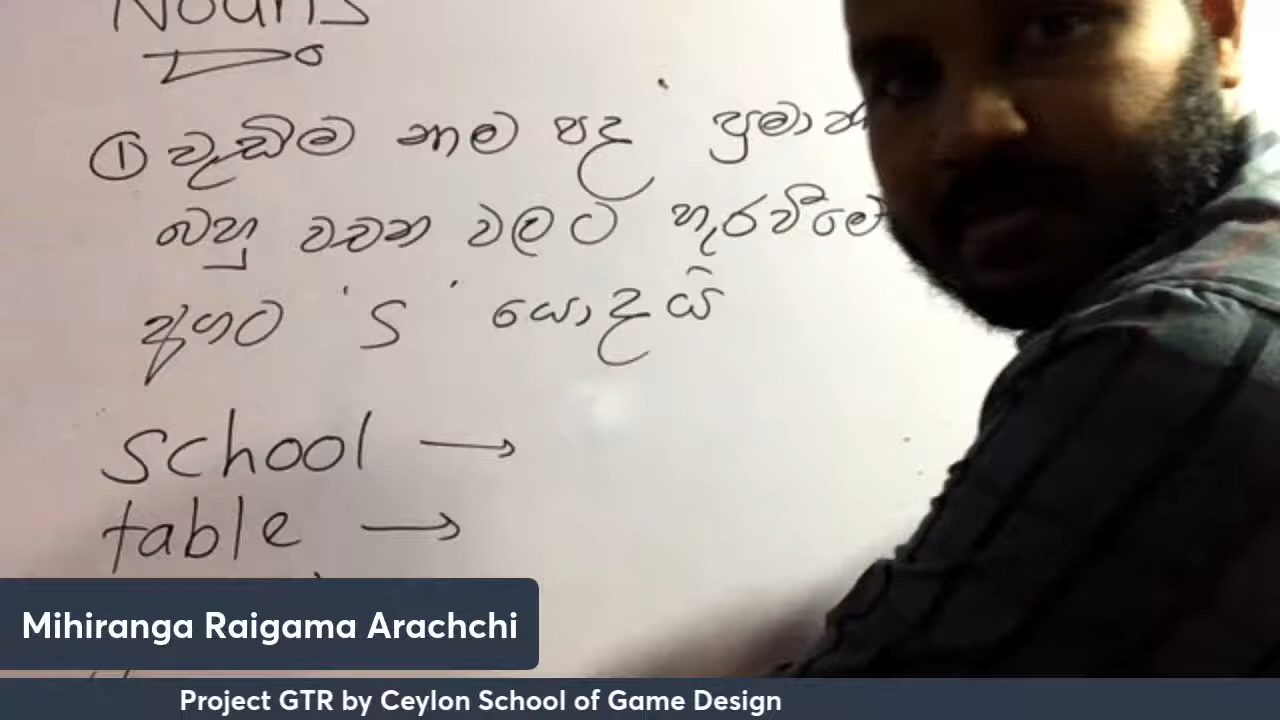 Nouns
① වැඩිම නාම පද ප්‍රමාණ
බහු වචන වලට හැරවීමේ
අගට 'S' යොදයි
school →
table →
Mihiranga Raigama Arachchi
Project GTR by Ceylon School of Game Design